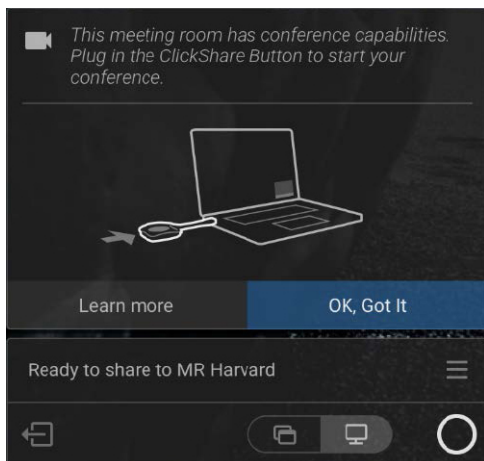 This meeting room has conference capabilities.
Plug in the ClickShare Button to start your
conference.
Learn more
OK, Got It
Ready to share to MR Harvard